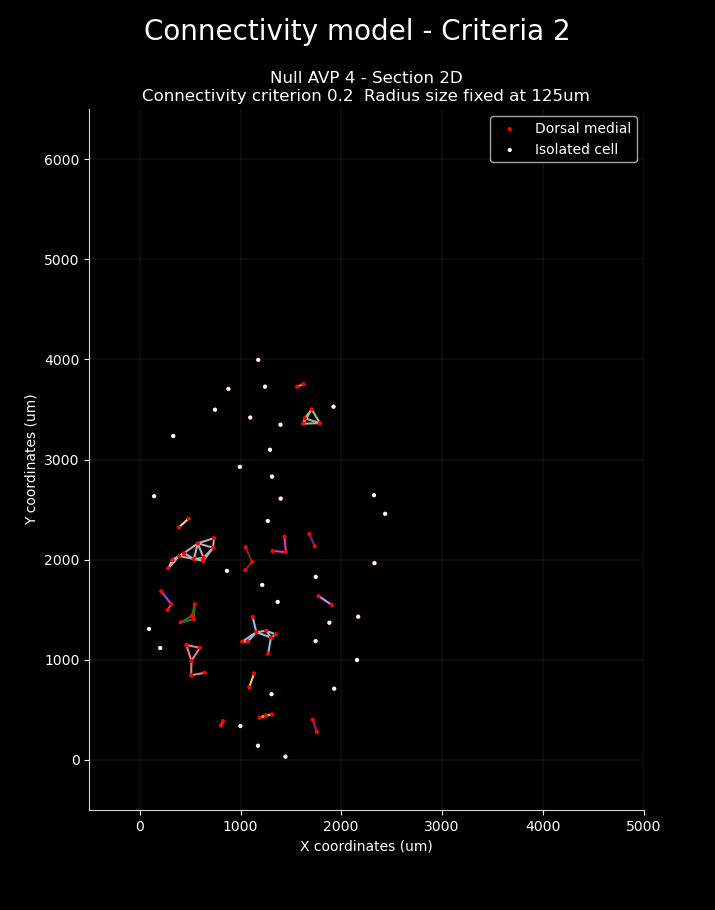 Connectivity model - Criteria 2
Null AVP 4 - Section 2D
Connectivity criterion 0.2  Radius size fixed at 125um
Dorsal medial
Isolated cell
6000
5000
4000
3000
2000
1000
0
Y coordinates (um)
0
1000
2000
3000
4000
5000
X coordinates (um)